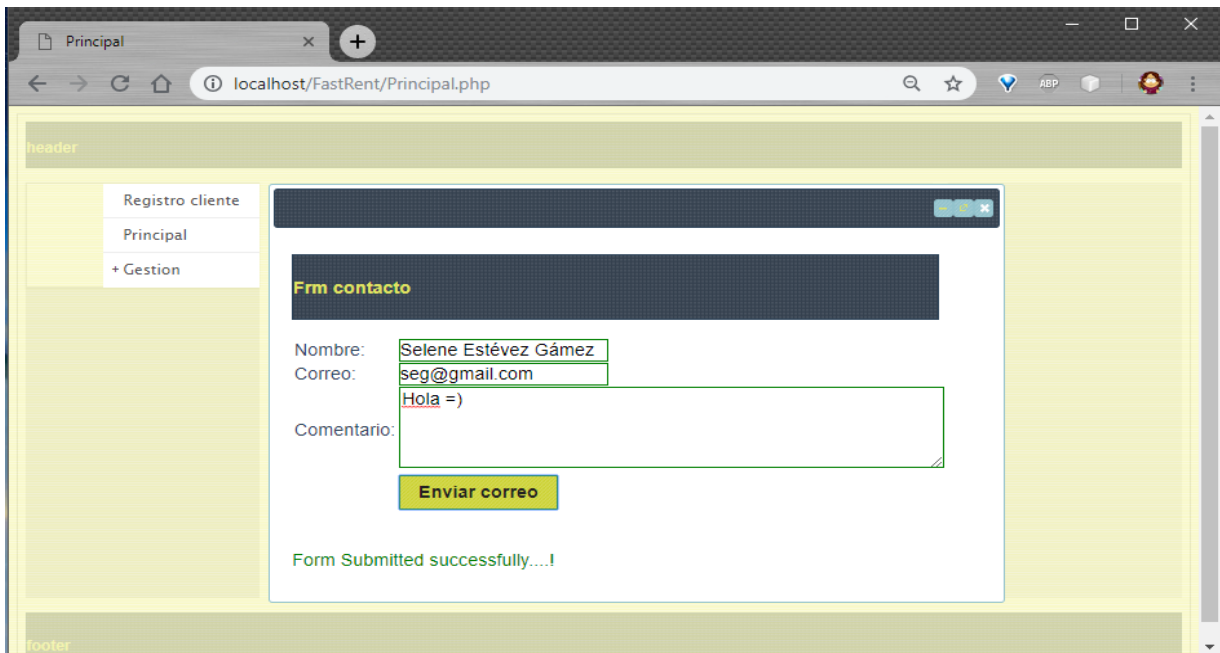 Principal
localhost/FastRent/Principal.php
ABP
header
Registro cliente
Principal
+ Gestion
Frm contacto
Nombre: Selene Estévez Gámez
Correo: seg@gmail.com
Comentario: Hola =)
Enviar correo
Form Submitted successfully....!
footer